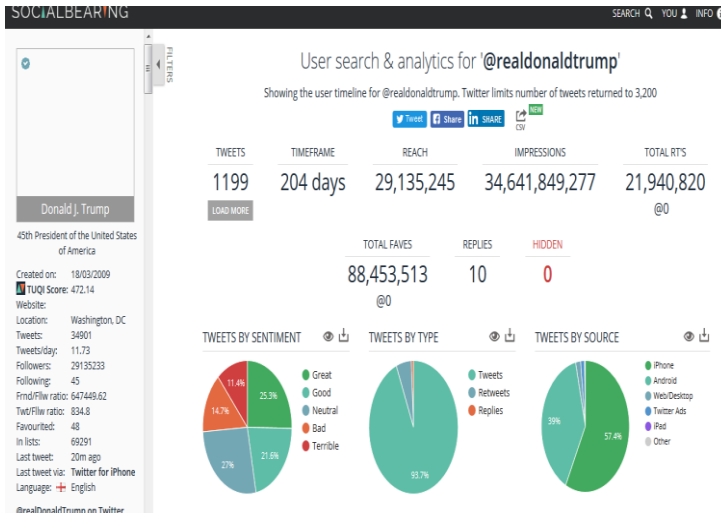 SOCIALBEARING
SEARCH YOU INFO
FILTERS
User search & analytics for '@realdonaldtrump'
Showing the user timeline for @realdonaldtrump. Twitter limits number of tweets returned to 3,200
Tweet Share SHARE CSV NEW
TWEETS TIMEFRAME REACH IMPRESSIONS TOTAL RT'S
1199 204 days 29,135,245 34,641,849,277 21,940,820
LOAD MORE @0
TOTAL FAVES REPLIES HIDDEN
88,453,513 10 0
@0
Donald J. Trump
45th President of the United States
of America
Created on: 18/03/2009
TUQI Score: 472.14
Website:
Location: Washington, DC
Tweets: 34901
Tweets/day: 11.73
Followers: 29135233
Following: 45
Frnd/Fllw ratio: 647449.62
Twt/Fllw ratio: 834.8
Favourited: 48
In lists: 69291
Last tweet: 20m ago
Last tweet via: Twitter for iPhone
Language: English
@realDonaldTrump on Twitter
TWEETS BY SENTIMENT
25.3%
21.6%
27%
14.7%
11.4%
Great
Good
Neutral
Bad
Terrible
TWEETS BY TYPE
93.7%
Tweets
Retweets
Replies
TWEETS BY SOURCE
57.4%
39%
iPhone
Android
Web/Desktop
Twitter Ads
iPad
Other